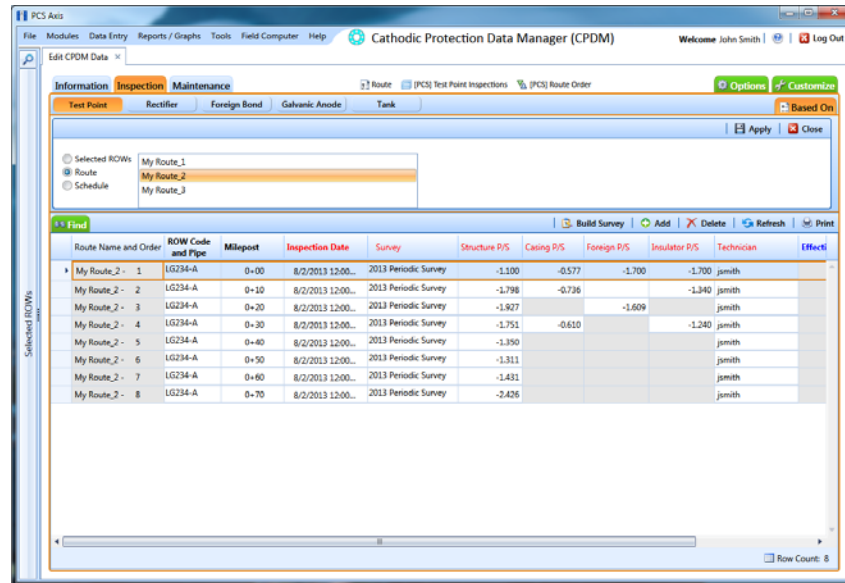 PCS Axis
File Modules Data Entry Reports / Graphs Tools Field Computer Help Cathodic Protection Data Manager (CPDM) Welcome John Smith | | Log Out
Edit CPDM Data ×
Information Inspection Maintenance Route [PCS] Test Point Inspections [PCS] Route Order Options Customize
Test Point Rectifier Foreign Bond Galvanic Anode Tank Based On
| Apply | Close
Selected ROWs
Route
Schedule
My Route_1
My Route_2
My Route_3
Find | Build Survey | Add | Delete | Refresh | Print
Route Name and Order ROW Code and Pipe Milepost Inspection Date Survey Structure P/S Casing P/S Foreign P/S Insulator P/S Technician Effecti
My Route_2 - 1 LG234-A 0+00 8/2/2013 12:00... 2013 Periodic Survey -1.100 -0.577 -1.700 -1.700 jsmith
My Route_2 - 2 LG234-A 0+10 8/2/2013 12:00... 2013 Periodic Survey -1.798 -0.736 -1.340 jsmith
My Route_2 - 3 LG234-A 0+20 8/2/2013 12:00... 2013 Periodic Survey -1.927 -1.609 jsmith
My Route_2 - 4 LG234-A 0+30 8/2/2013 12:00... 2013 Periodic Survey -1.751 -0.610 -1.240 jsmith
My Route_2 - 5 LG234-A 0+40 8/2/2013 12:00... 2013 Periodic Survey -1.350 jsmith
My Route_2 - 6 LG234-A 0+50 8/2/2013 12:00... 2013 Periodic Survey -1.311 jsmith
My Route_2 - 7 LG234-A 0+60 8/2/2013 12:00... 2013 Periodic Survey -1.431 jsmith
My Route_2 - 8 LG234-A 0+70 8/2/2013 12:00... 2013 Periodic Survey -2.426 jsmith
Selected ROWs
Row Count: 8